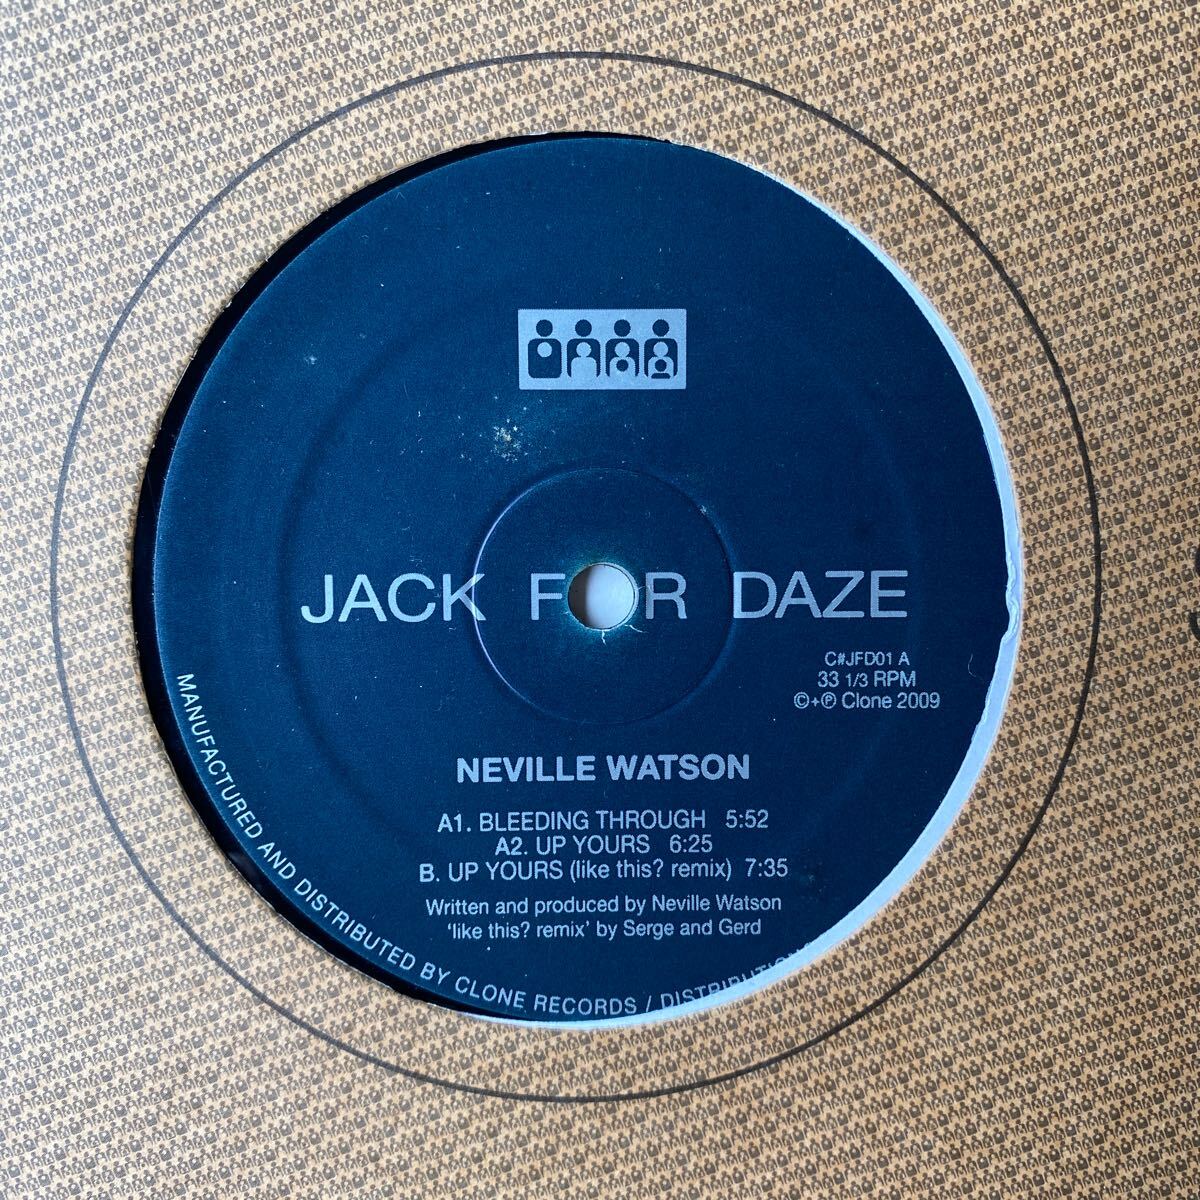 JACK FOR DAZE
C#JFD01 A
33 1/3 RPM
©+℗ Clone 2009
NEVILLE WATSON
A1. BLEEDING THROUGH 5:52
A2. UP YOURS 6:25
B. UP YOURS (like this? remix) 7:35
Written and produced by Neville Watson
'like this? remix' by Serge and Gerd
MANUFACTURED AND DISTRIBUTED BY CLONE RECORDS /